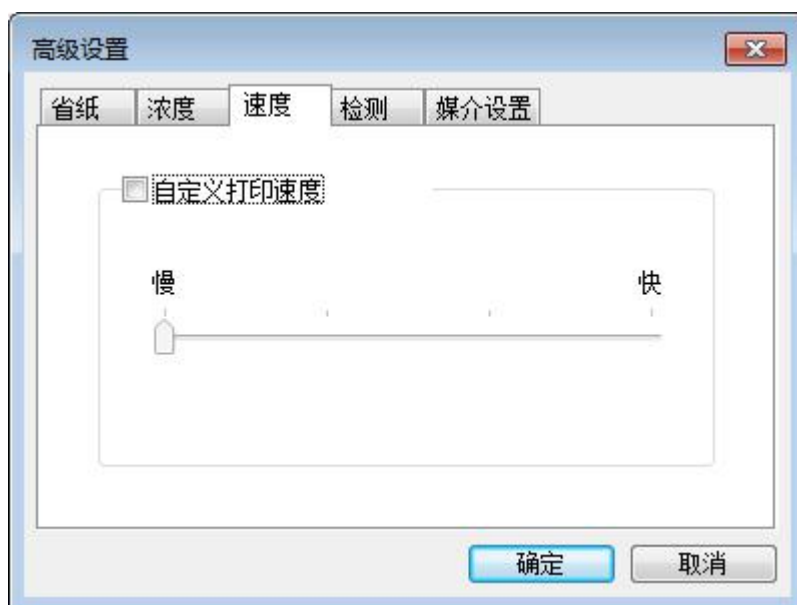 高级设置
省纸 浓度 速度 检测 媒介设置
自定义打印速度
慢 快
确定 取消